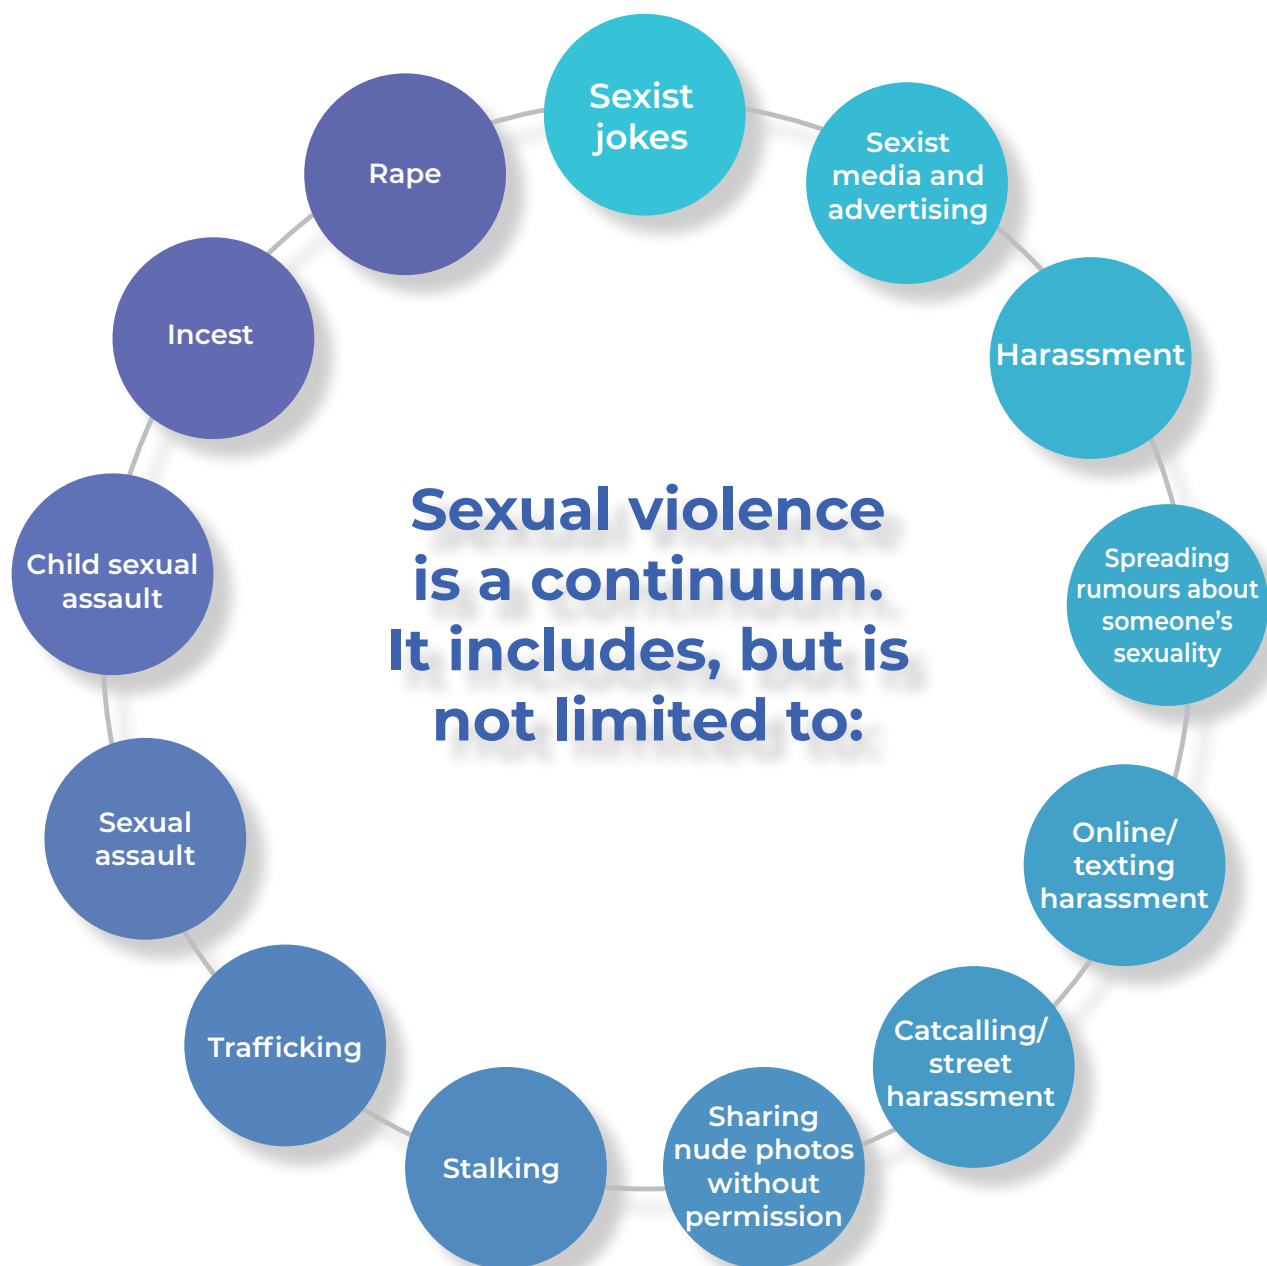 Sexual violence
is a continuum.
It includes, but is
not limited to:
Sexist
jokes
Sexist
media and
advertising
Harassment
Spreading
rumours about
someone’s
sexuality
Online/
texting
harassment
Catcalling/
street
harassment
Sharing
nude photos
without
permission
Stalking
Trafficking
Sexual
assault
Child sexual
assault
Incest
Rape